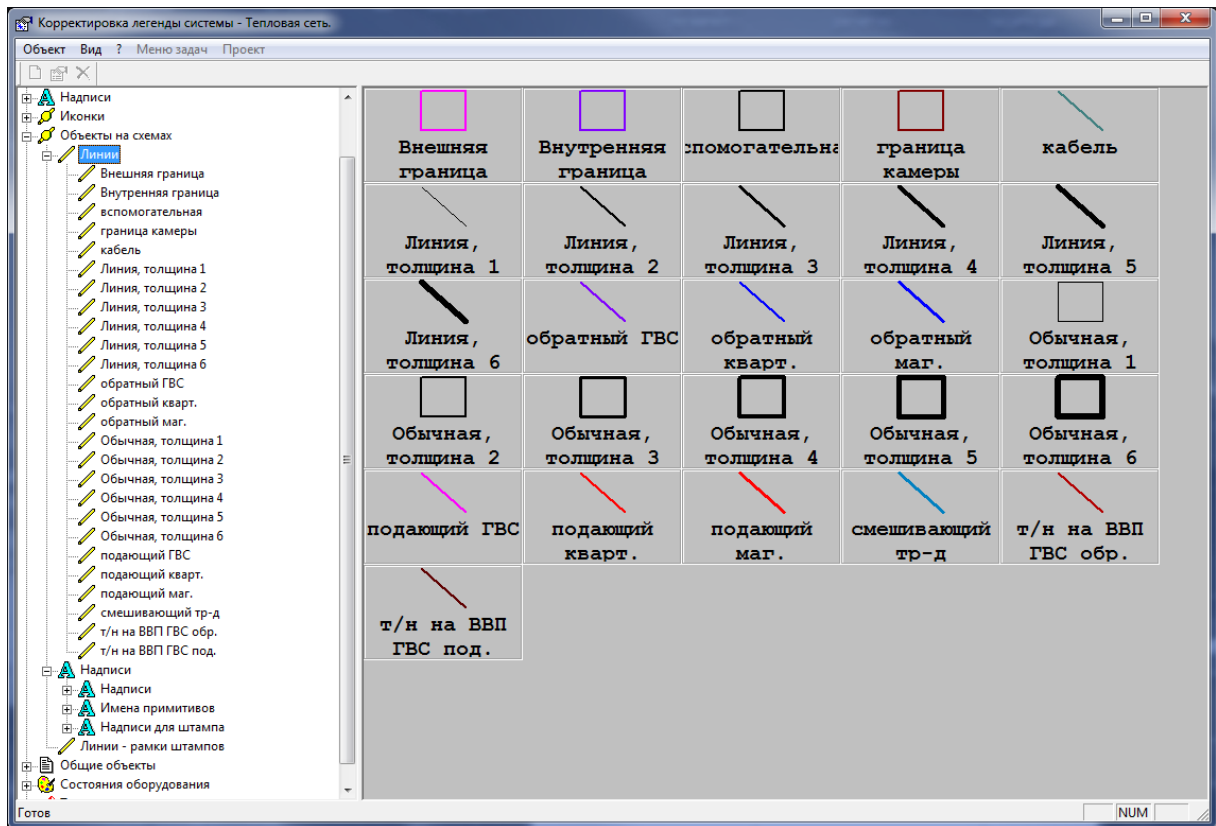 Корректировка легенды системы - Тепловая сеть.
Объект Вид ? Меню задач Проект
Надписи
Иконки
Объекты на схемах
Линии
Внешняя граница
Внутренняя граница
вспомогательная
граница камеры
кабель
Линия, толщина 1
Линия, толщина 2
Линия, толщина 3
Линия, толщина 4
Линия, толщина 5
Линия, толщина 6
обратный ГВС
обратный кварт.
обратный маг.
Обычная, толщина 1
Обычная, толщина 2
Обычная, толщина 3
Обычная, толщина 4
Обычная, толщина 5
Обычная, толщина 6
подающий ГВС
подающий кварт.
подающий маг.
смешивающий тр-д
т/н на ВВП ГВС обр.
т/н на ВВП ГВС под.
Надписи
Надписи
Имена примитивов
Надписи для штампа
Линии - рамки штампов
Общие объекты
Состояния оборудования
Внешняя
граница
Внутренняя
граница
спомогательна
граница
камеры
кабель
Линия,
толщина 1
Линия,
толщина 2
Линия,
толщина 3
Линия,
толщина 4
Линия,
толщина 5
Линия,
толщина 6
обратный ГВС
обратный
кварт.
обратный
маг.
Обычная,
толщина 1
Обычная,
толщина 2
Обычная,
толщина 3
Обычная,
толщина 4
Обычная,
толщина 5
Обычная,
толщина 6
подающий ГВС
подающий
кварт.
подающий
маг.
смешивающий
тр-д
т/н на ВВП
ГВС обр.
т/н на ВВП
ГВС под.
Готов
NUM